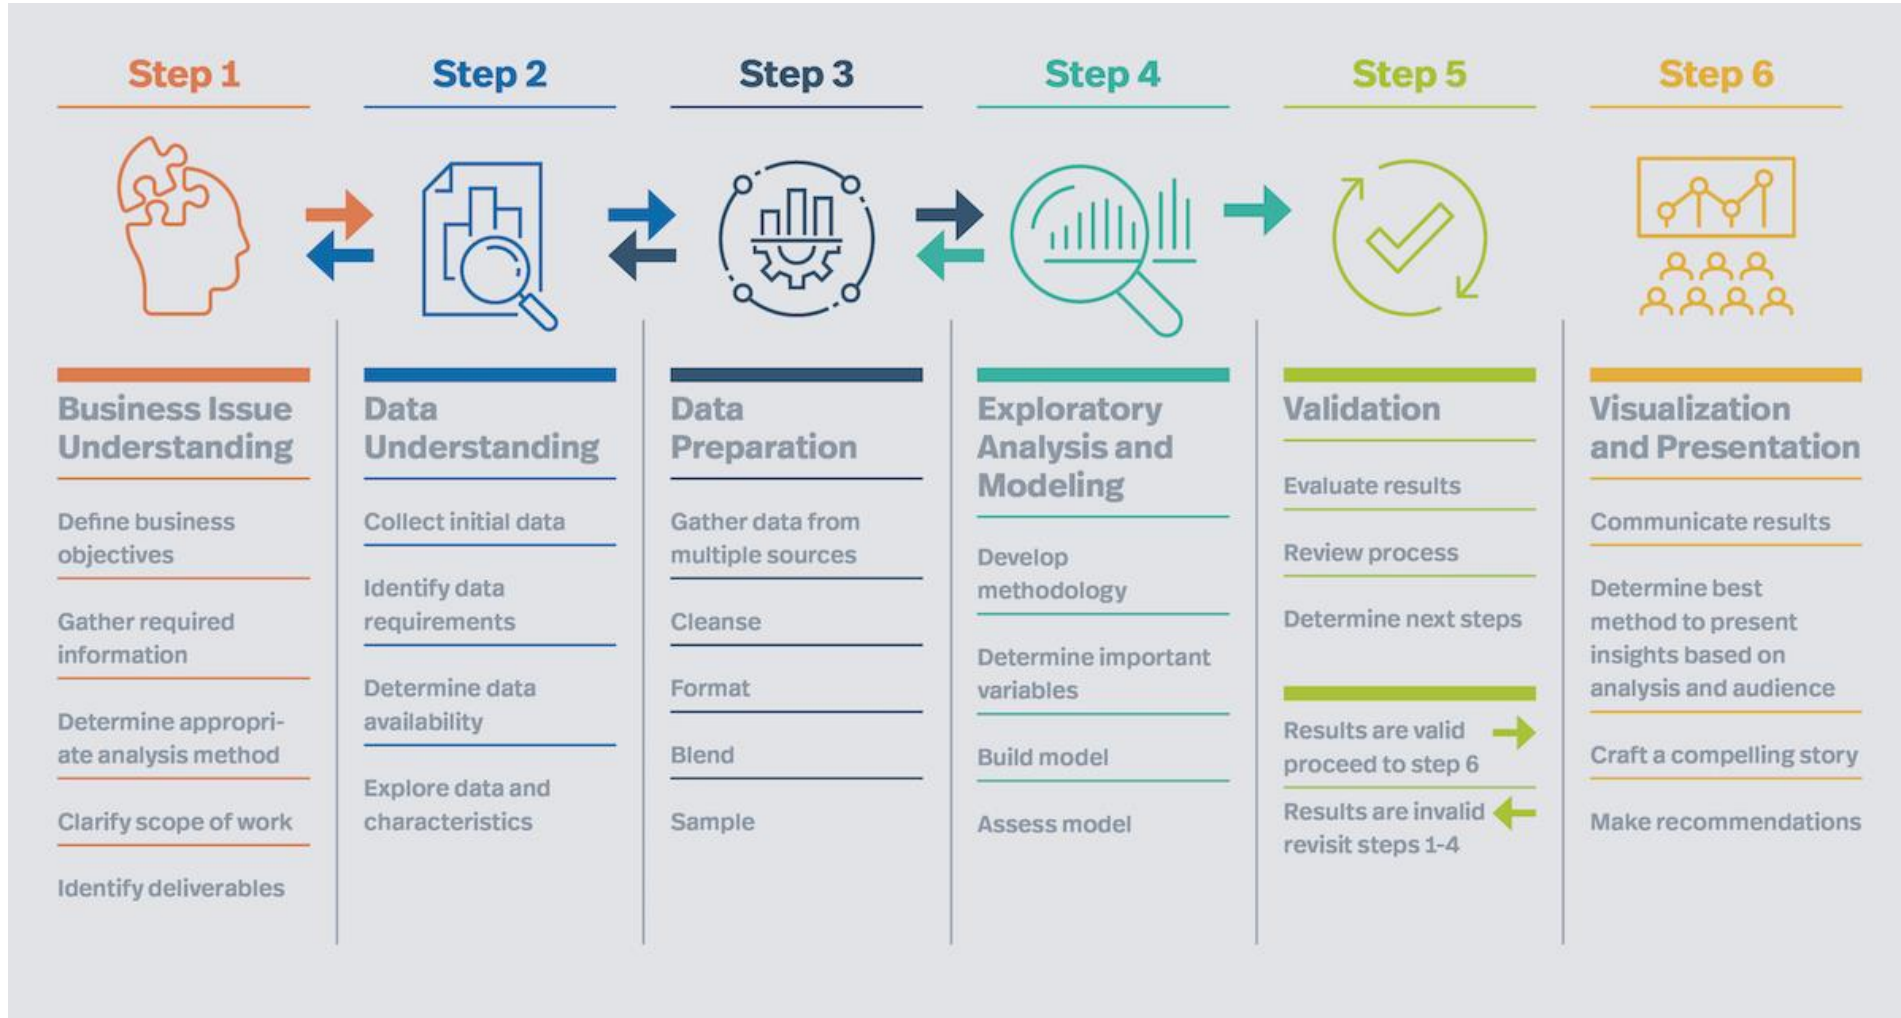 Step 1
Step 2
Step 3
Step 4
Step 5
Step 6
Business Issue
Understanding
Define business
objectives
Gather required
information
Determine appropri-
ate analysis method
Clarify scope of work
Identify deliverables
Data
Understanding
Collect initial data
Identify data
requirements
Determine data
availability
Explore data and
characteristics
Data
Preparation
Gather data from
multiple sources
Cleanse
Format
Blend
Sample
Exploratory
Analysis and
Modeling
Develop
methodology
Determine important
variables
Build model
Assess model
Validation
Evaluate results
Review process
Determine next steps
Results are valid
proceed to step 6
Results are invalid
revisit steps 1-4
Visualization
and Presentation
Communicate results
Determine best
method to present
insights based on
analysis and audience
Craft a compelling story
Make recommendations